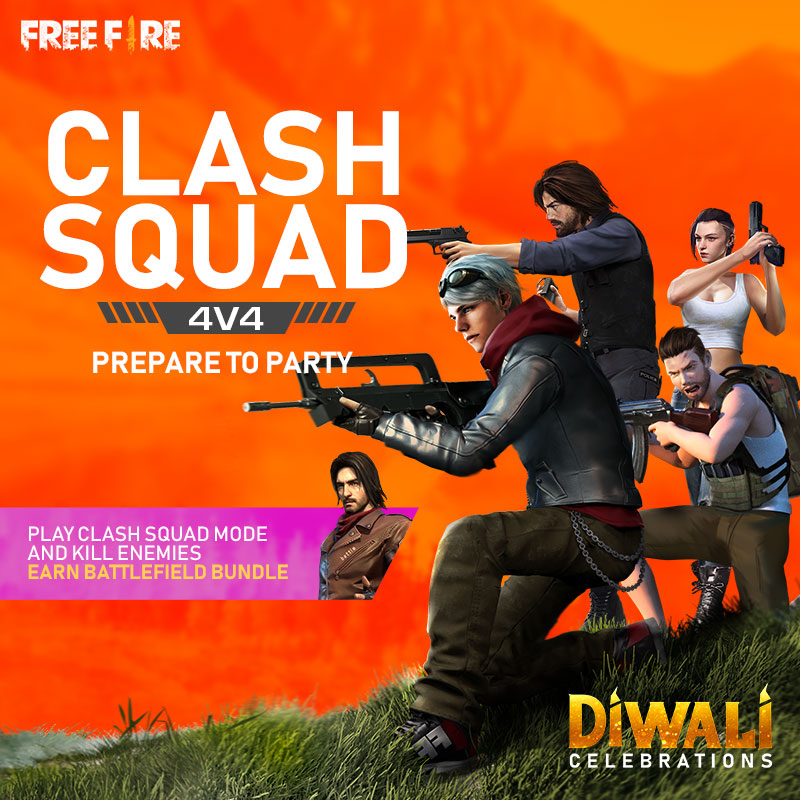 FREE FIRE
CLASH
SQUAD
4V4
PREPARE TO PARTY
PLAY CLASH SQUAD MODE
AND KILL ENEMIES
EARN BATTLEFIELD BUNDLE
DIWALI
CELEBRATIONS